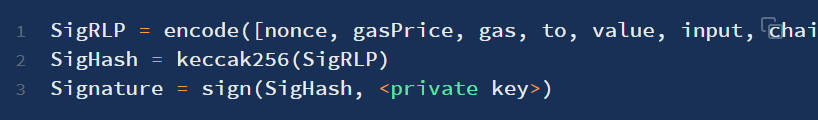 1 SigRLP = encode([nonce, gasPrice, gas, to, value, input, chai
2 SigHash = keccak256(SigRLP)
3 Signature = sign(SigHash, <private key>)